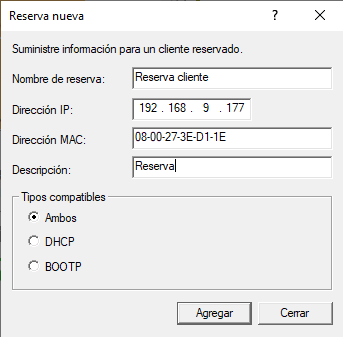 Reserva nueva
Suministre información para un cliente reservado.
Nombre de reserva: Reserva cliente
Dirección IP: 192 . 168 . 9 . 177
Dirección MAC: 08-00-27-3E-D1-1E
Descripción: Reserva
Tipos compatibles
Ambos
DHCP
BOOTP
Agregar Cerrar